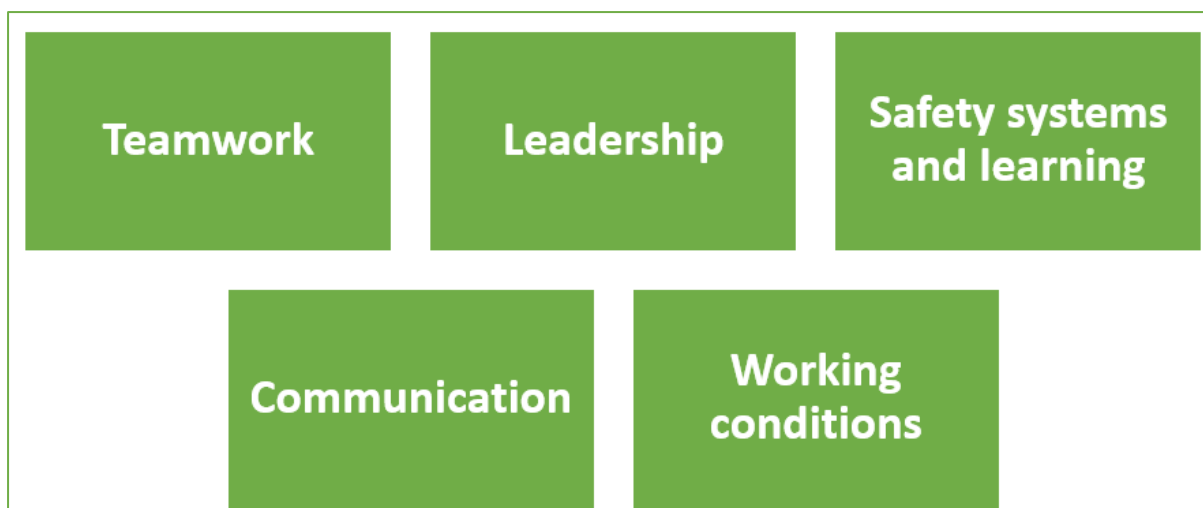 Teamwork
Leadership
Safety systems
and learning
Communication
Working
conditions